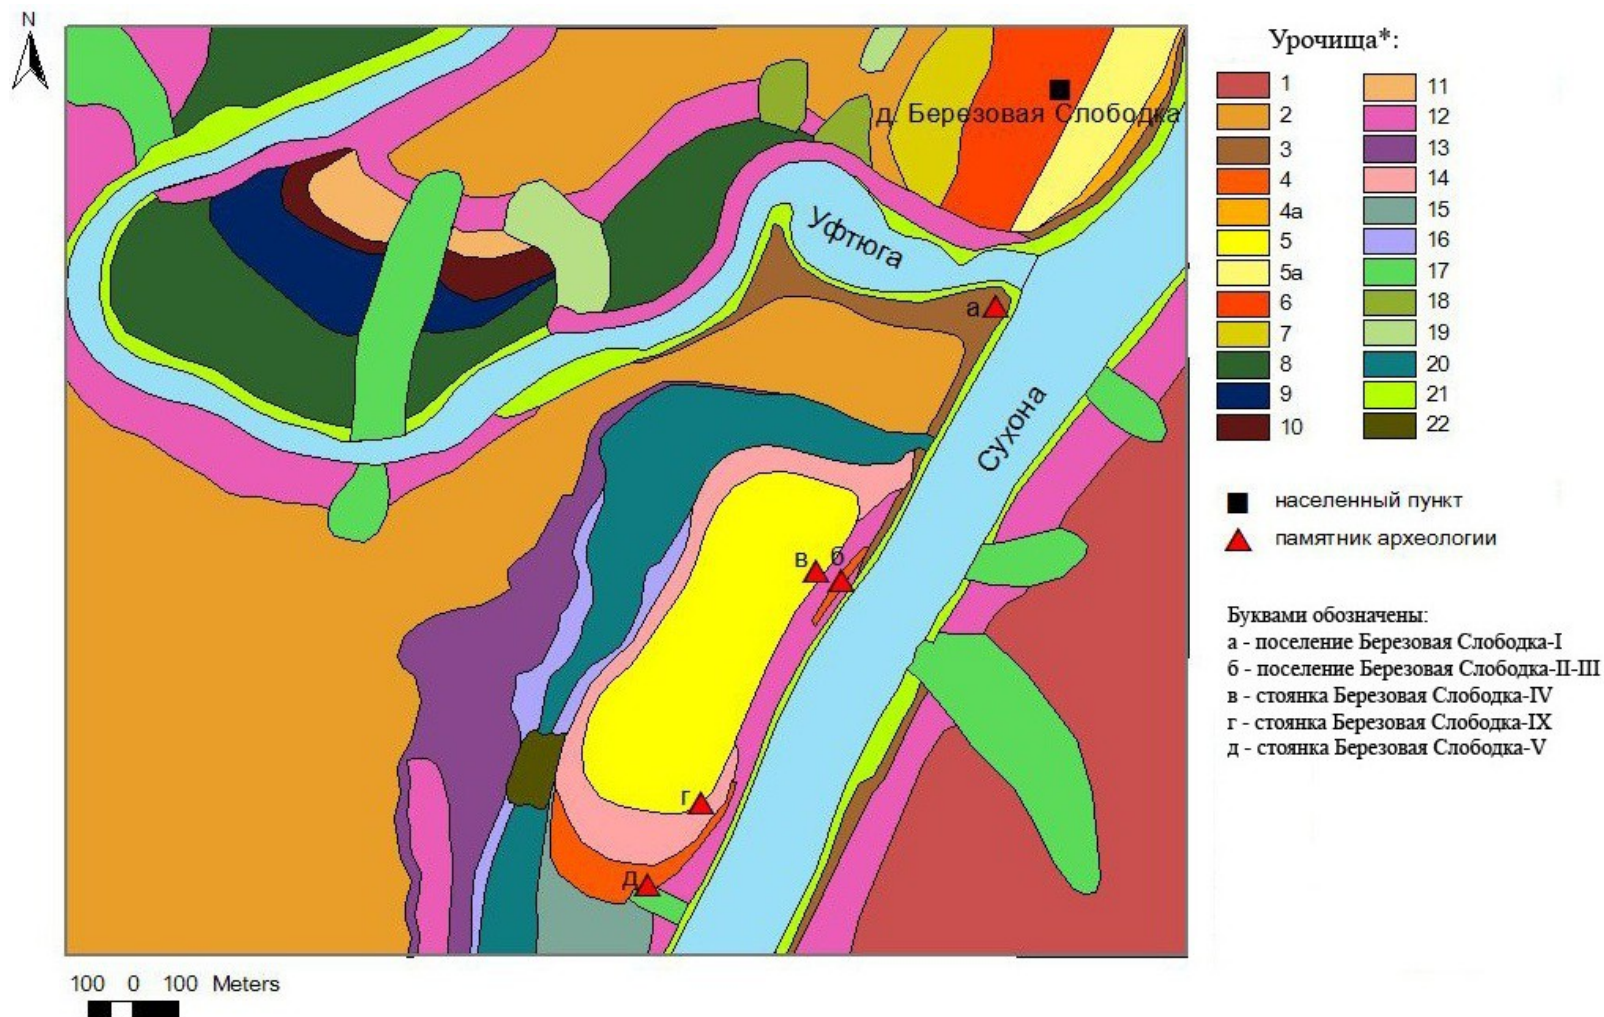 N
д. Березовая Слободка
Уфтюга
Сухона
а
в
б
г
д
100 0 100 Meters
Урочища*:
1
2
3
4
4а
5
5а
6
7
8
9
10
11
12
13
14
15
16
17
18
19
20
21
22
населенный пункт
памятник археологии
Буквами обозначены:
а - поселение Березовая Слободка-I
б - поселение Березовая Слободка-II-III
в - стоянка Березовая Слободка-IV
г - стоянка Березовая Слободка-IX
д - стоянка Березовая Слободка-V